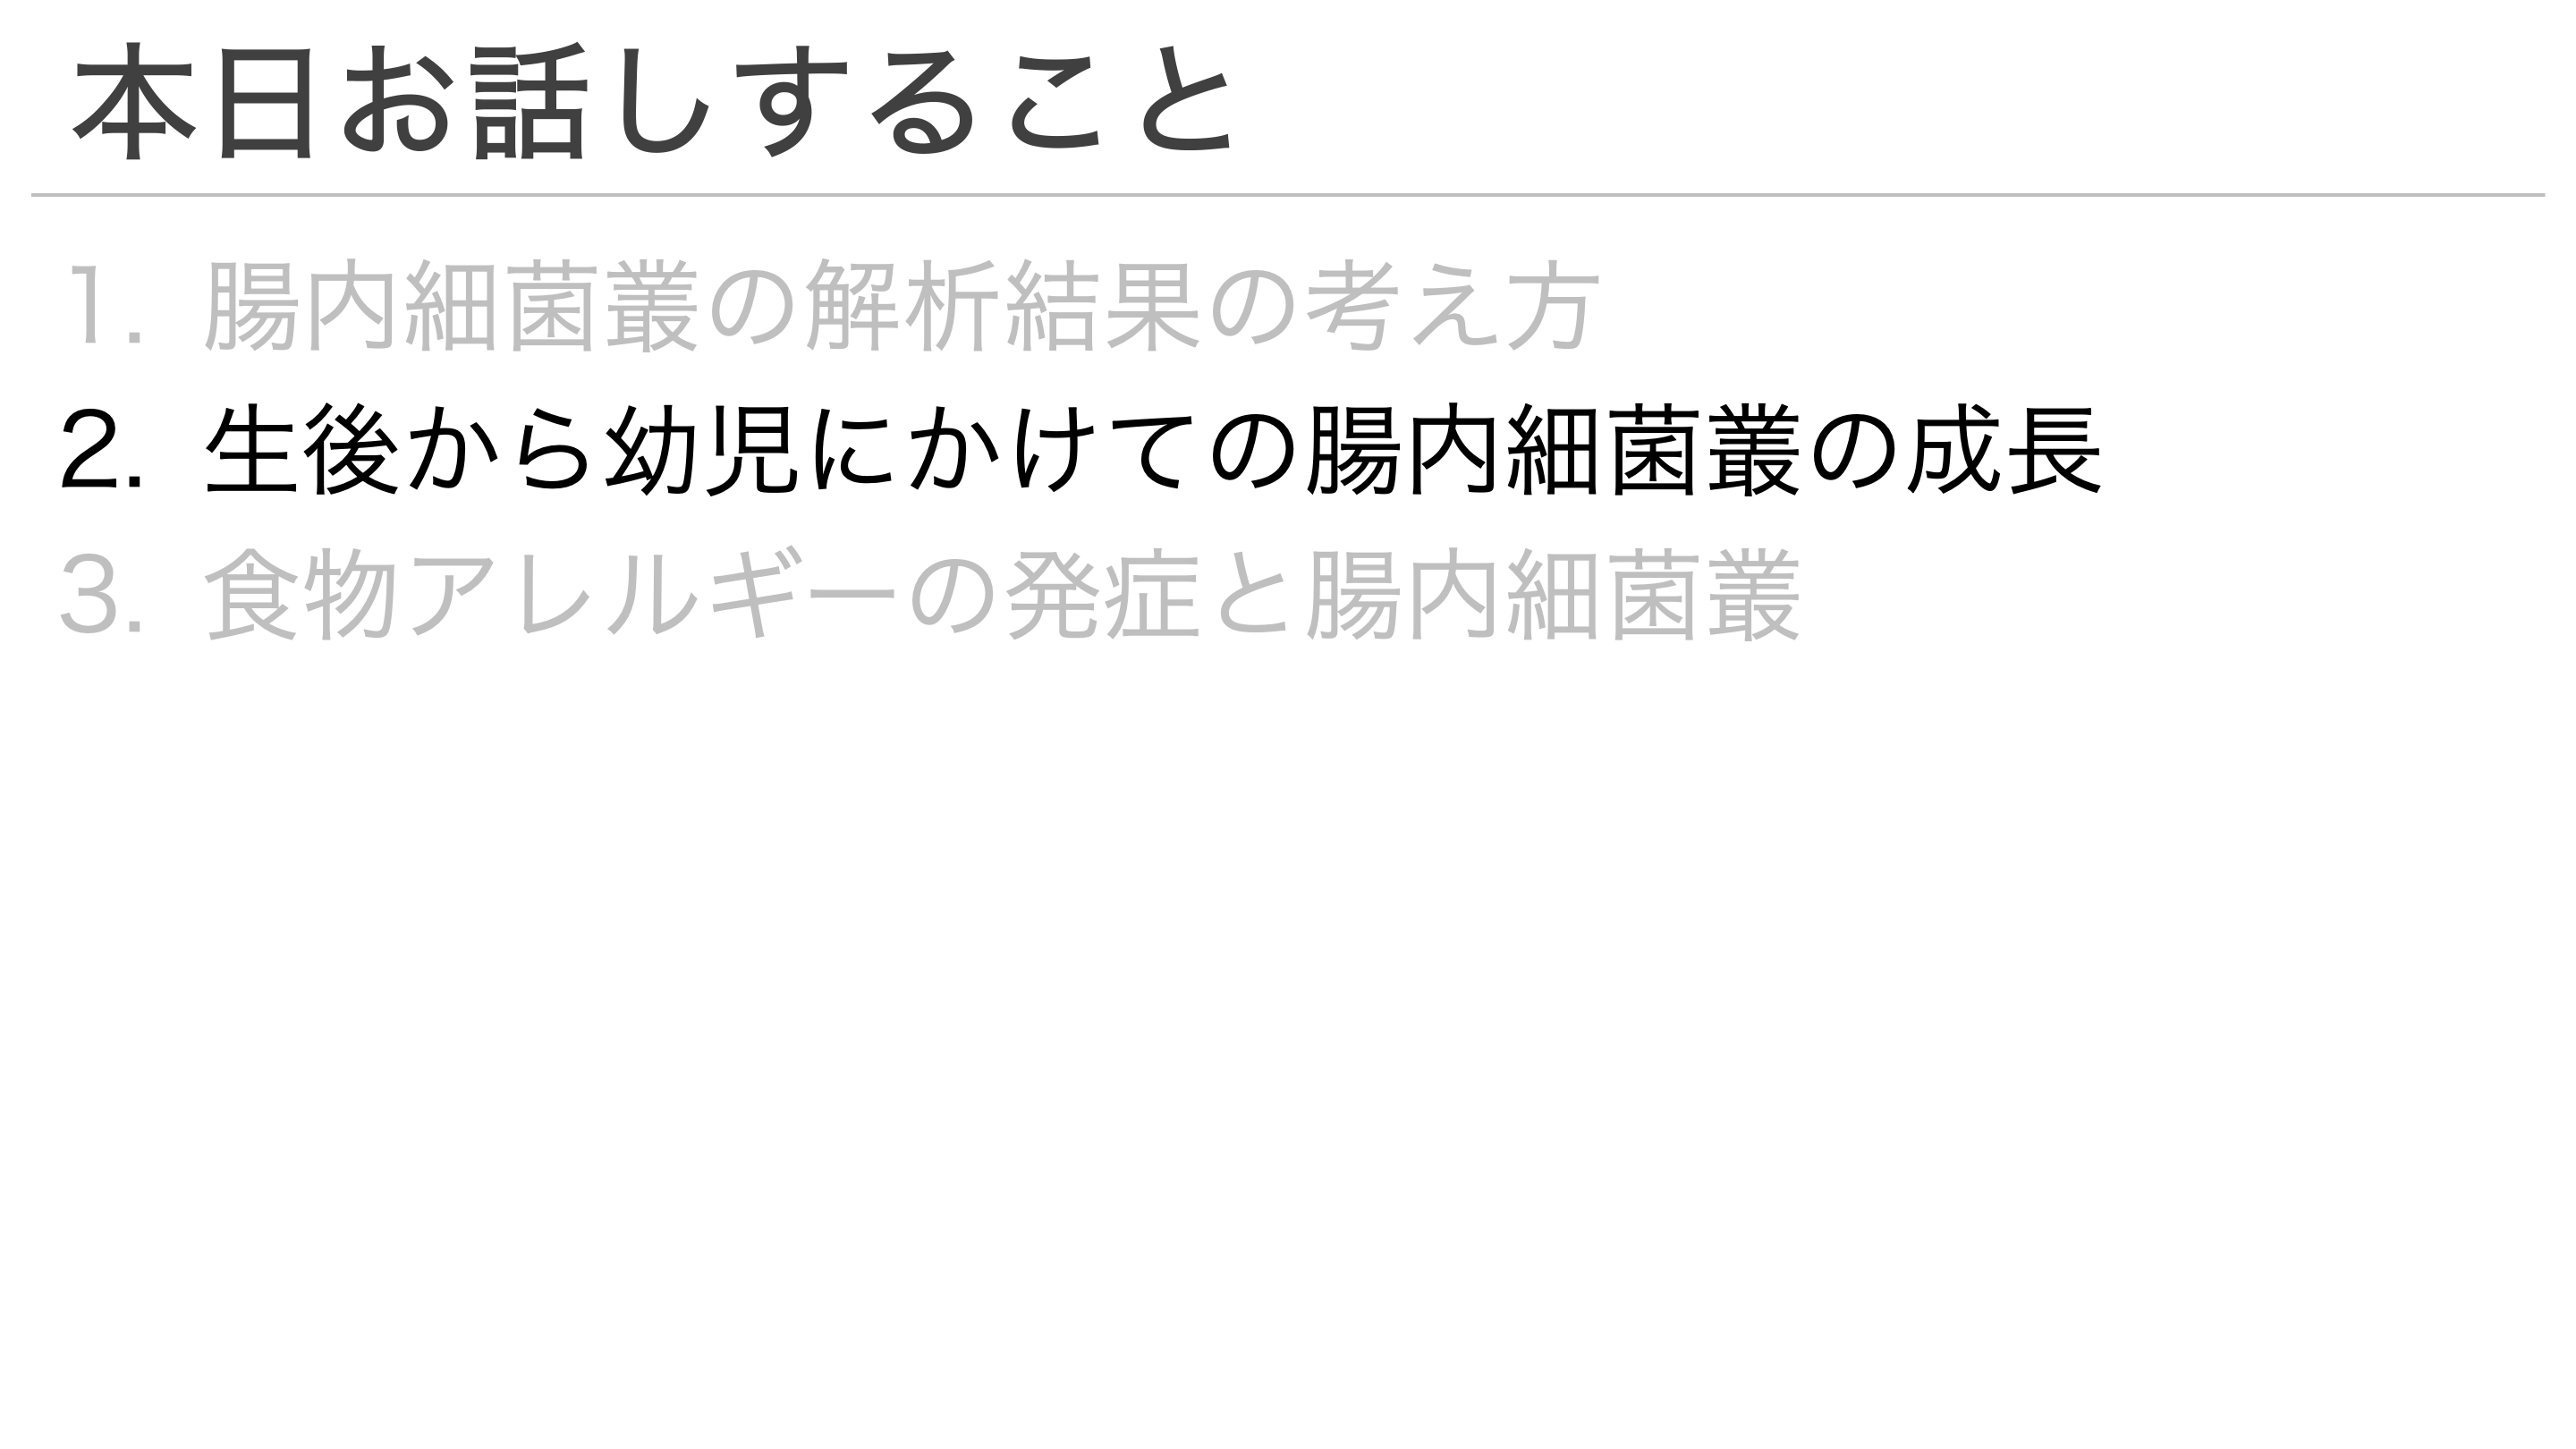 本日お話しすること
1. 腸内細菌叢の解析結果の考え方
2. 生後から幼児にかけての腸内細菌叢の成長
3. 食物アレルギーの発症と腸内細菌叢